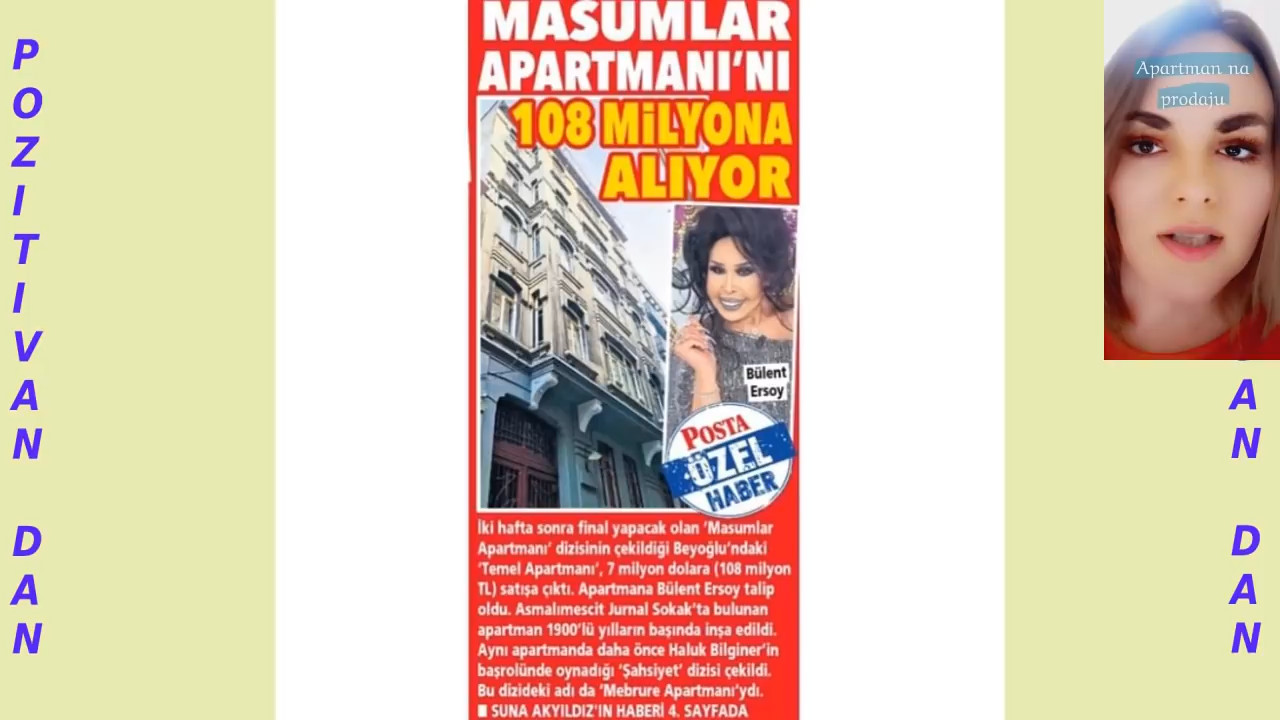 POZITIVAN DAN
MASUMLAR
APARTMANI'NI
108 MİLYONA
ALIYOR
Bülent
Ersoy
POSTA
ÖZEL
HABER
İki hafta sonra final yapacak olan 'Masumlar
Apartmanı' dizisinin çekildiği Beyoğlu'ndaki
'Temel Apartmanı', 7 milyon dolara (108 milyon
TL) satışa çıktı. Apartmana Bülent Ersoy talip
oldu. Asmalımescit Jurnal Sokak'ta bulunan
apartman 1900'lü yılların başında inşa edildi.
Aynı apartmanda daha önce Haluk Bilginer'in
başrolünde oynadığı 'Şahsiyet' dizisi çekildi.
Bu dizideki adı da 'Mebrure Apartmanı'ydı.
■ SUNA AKYILDIZ'IN HABERİ 4. SAYFADA
Apartman na
prodaju
AN DAN